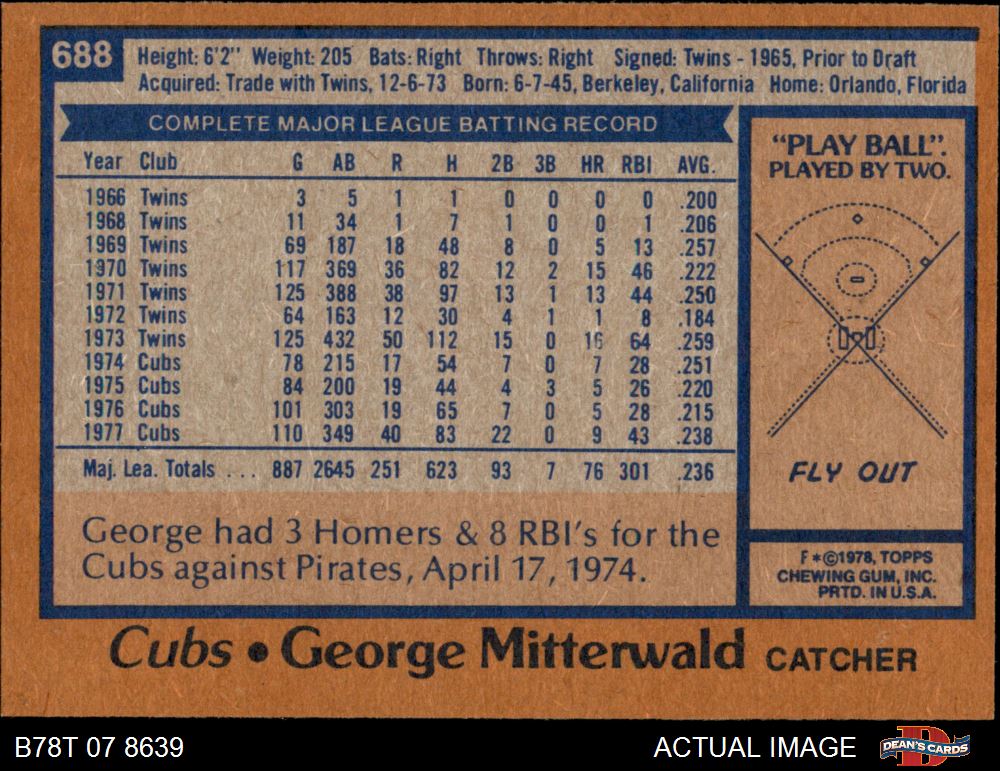 688
Height: 6'2" Weight: 205 Bats: Right Throws: Right Signed: Twins - 1965, Prior to Draft
Acquired: Trade with Twins, 12-6-73 Born: 6-7-45, Berkeley, California Home: Orlando, Florida
COMPLETE MAJOR LEAGUE BATTING RECORD
Year Club G AB R H 2B 3B HR RBI AVG.
1966 Twins 3 5 1 1 0 0 0 0 .200
1968 Twins 11 34 1 7 1 0 0 1 .206
1969 Twins 69 187 18 48 8 0 5 13 .257
1970 Twins 117 369 36 82 12 2 15 46 .222
1971 Twins 125 388 38 97 13 1 13 44 .250
1972 Twins 64 163 12 30 4 1 1 8 .184
1973 Twins 125 432 50 112 15 0 16 64 .259
1974 Cubs 78 215 17 54 7 0 7 28 .251
1975 Cubs 84 200 19 44 4 3 5 26 .220
1976 Cubs 101 303 19 65 7 0 5 28 .215
1977 Cubs 110 349 40 83 22 0 9 43 .238
Maj. Lea. Totals ... 887 2645 251 623 93 7 76 301 .236
George had 3 Homers & 8 RBI's for the
Cubs against Pirates, April 17, 1974.
"PLAY BALL".
PLAYED BY TWO.
FLY OUT
F*©1978, TOPPS
CHEWING GUM, INC.
PRTD. IN U.S.A.
Cubs • George Mitterwald CATCHER
B78T 07 8639
ACTUAL IMAGE
DEAN'S CARDS